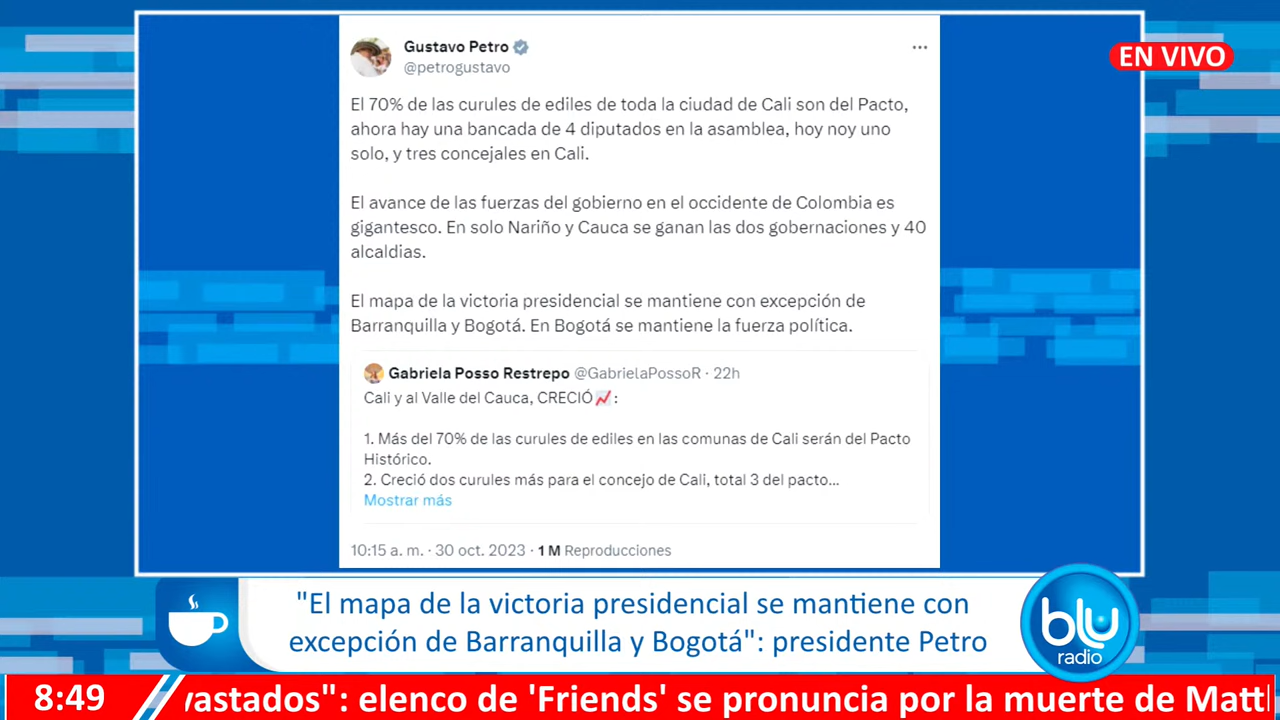 Gustavo Petro
@petrogustavo
EN VIVO
El 70% de las curules de ediles de toda la ciudad de Cali son del Pacto,
ahora hay una bancada de 4 diputados en la asamblea, hoy noy uno
solo, y tres concejales en Cali.
El avance de las fuerzas del gobierno en el occidente de Colombia es
gigantesco. En solo Nariño y Cauca se ganan las dos gobernaciones y 40
alcaldias.
El mapa de la victoria presidencial se mantiene con excepción de
Barranquilla y Bogotá. En Bogotá se mantiene la fuerza política.
Gabriela Posso Restrepo @GabrielaPossoR · 22h
Cali y al Valle del Cauca, CRECIÓ📈:
1. Más del 70% de las curules de ediles en las comunas de Cali serán del Pacto
Histórico.
2. Creció dos curules más para el concejo de Cali, total 3 del pacto...
Mostrar más
10:15 a. m. · 30 oct. 2023 · 1 M Reproducciones
"El mapa de la victoria presidencial se mantiene con
excepción de Barranquilla y Bogotá": presidente Petro
blu
radio
8:49
vastados": elenco de 'Friends' se pronuncia por la muerte de Matt